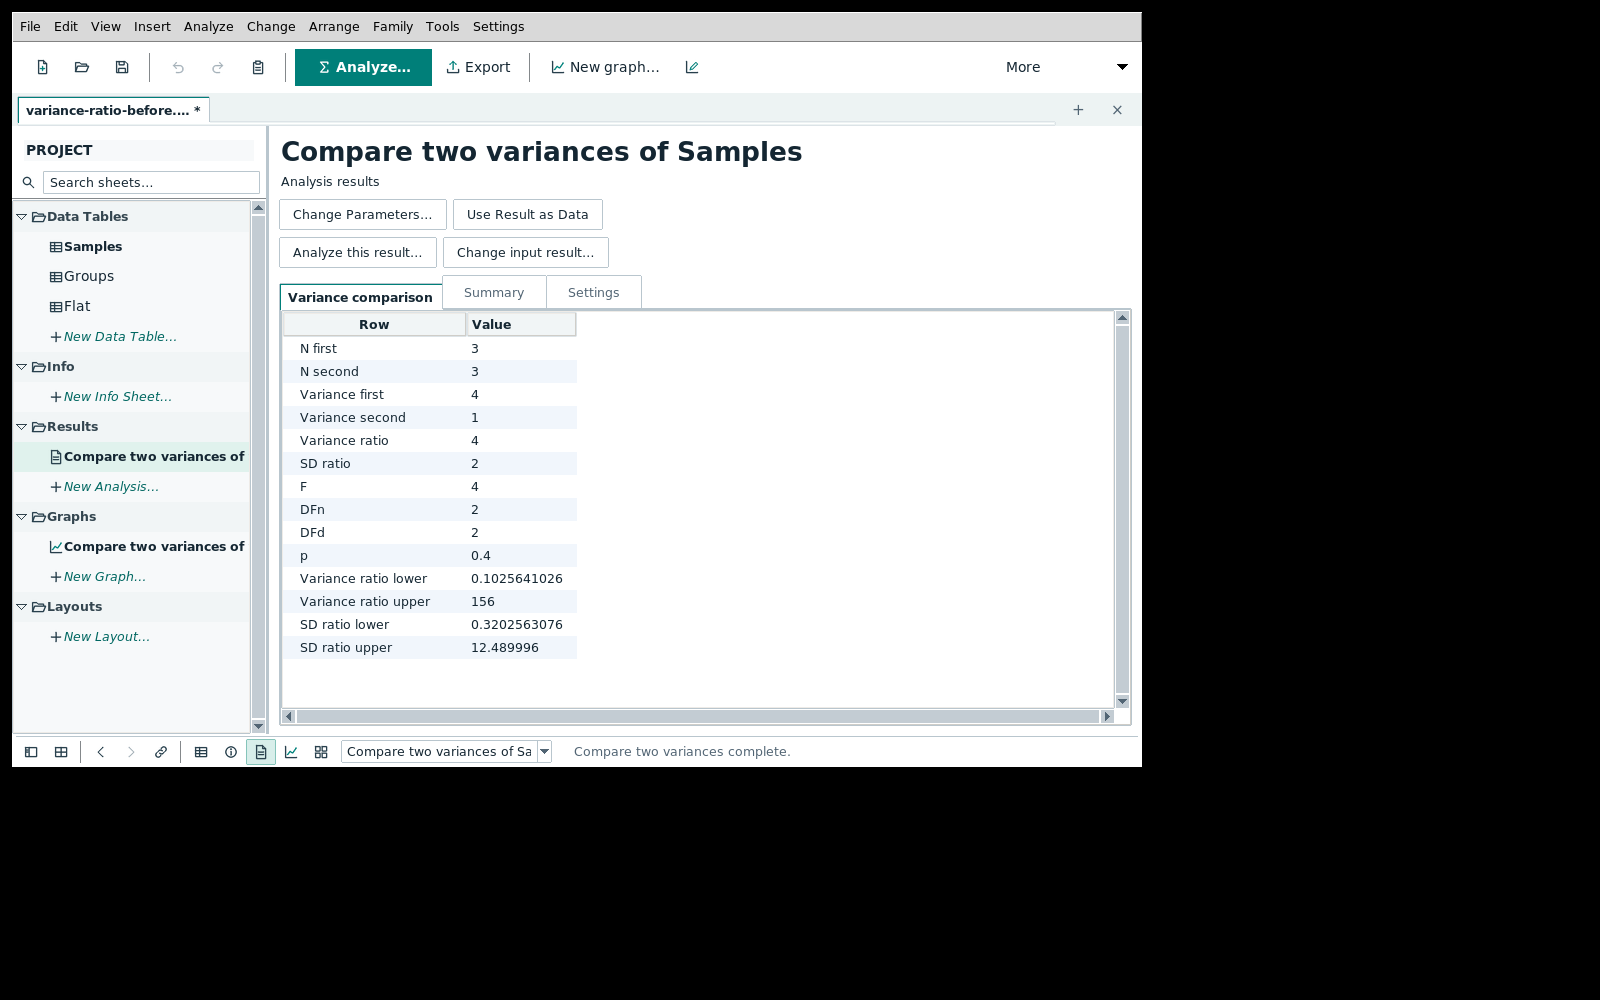 File Edit View Insert Analyze Change Arrange Family Tools Settings
Analyze... Export New graph... More
variance-ratio-before.... *
PROJECT
Search sheets...
Data Tables
Samples
Groups
Flat
New Data Table...
Info
New Info Sheet...
Results
Compare two variances of
New Analysis...
Graphs
Compare two variances of
New Graph...
Layouts
New Layout...
Compare two variances of Samples
Analysis results
Change Parameters... Use Result as Data
Analyze this result... Change input result...
Variance comparison Summary Settings
Row Value
N first 3
N second 3
Variance first 4
Variance second 1
Variance ratio 4
SD ratio 2
F 4
DFn 2
DFd 2
p 0.4
Variance ratio lower 0.1025641026
Variance ratio upper 156
SD ratio lower 0.3202563076
SD ratio upper 12.489996
Compare two variances of Sa Compare two variances complete.